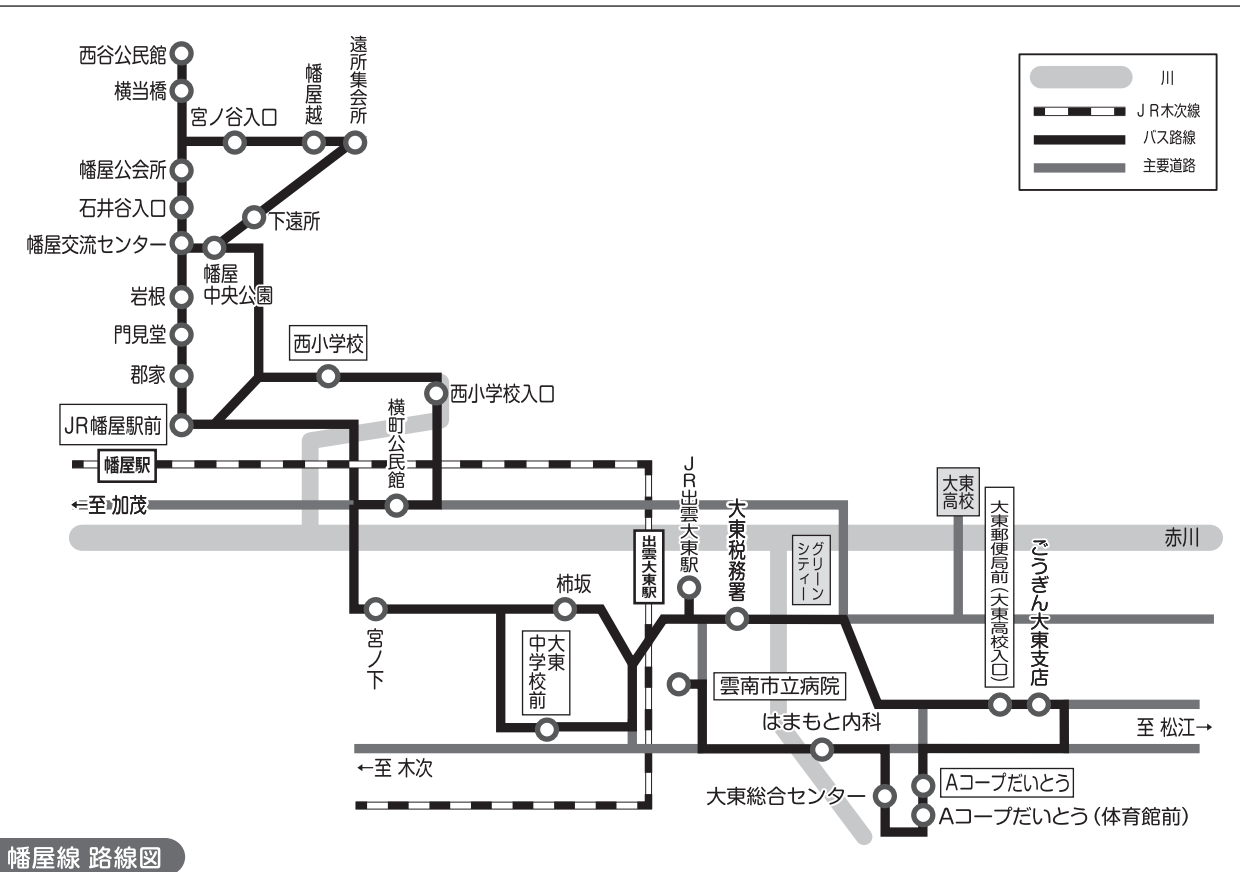 西谷公民館
横当橋
宮ノ谷入口
幡屋越
遠所集会所
幡屋公会所
石井谷入口
幡屋交流センター
下遠所
幡屋
中央公園
岩根
門見堂
郡家
JR幡屋駅前
西小学校
西小学校入口
横町公民館
幡屋駅
←至 加茂
川
JR木次線
バス路線
主要道路
JR出雲大東駅
大東税務署
出雲大東駅
グリーン
シティー
大東
高校
大東郵便局前(大東高校入口)
ごうぎん大東支店
赤川
柿坂
宮ノ下
大東
中学校前
雲南市立病院
はまもと内科
至 松江→
←至 木次
大東総合センター
Aコープだいとう
Aコープだいとう(体育館前)
幡屋線 路線図